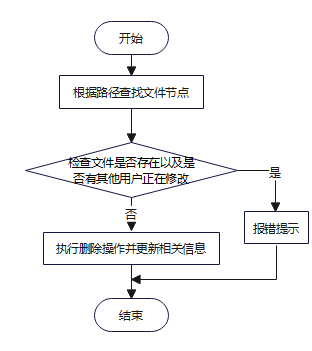 开始
根据路径查找文件节点
检查文件是否存在以及是
否有其他用户正在修改
是
否
报错提示
执行删除操作并更新相关信息
结束